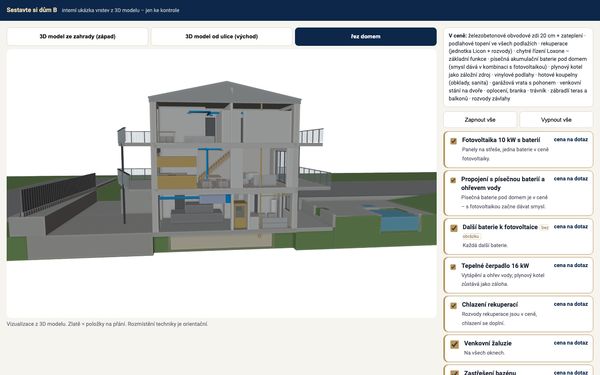 Sestavte si dům B interní ukázka vrstev z 3D modelu – jen ke kontrole
3D model ze zahrady (západ)
3D model od ulice (východ)
řez domem
Vizualizace z 3D modelu. Zlatě = položky na přání. Rozmístění techniky je orientační.
V ceně: železobetonové obvodové zdi 20 cm + zateplení ·
podlahové topení ve všech podlažích · rekuperace
(jednotka Licon + rozvody) · chytré řízení Loxone –
základní funkce · písečná akumulační baterie pod domem
(smysl dává v kombinaci s fotovoltaikou) · plynový kotel
jako záložní zdroj · vinylové podlahy · hotové koupelny
(obklady, sanita) · garážová vrata s pohonem · venkovní
stání na dvoře · oplocení, branka · trávník · zábradlí teras a
balkonů · rozvody závlahy
Zapnout vše
Vypnout vše
Fotovoltaika 10 kW s baterií cena na dotaz
Panely na střeše, jedna baterie v ceně
fotovoltaiky.
Propojení s písečnou baterií a cena na dotaz
ohřevem vody
Písečná baterie pod domem je v ceně
– s fotovoltaikou začne dávat smysl.
Další baterie k fotovoltaice bez cena na dotaz
obrázku
Každá další baterie.
Tepelné čerpadlo 16 kW cena na dotaz
Vytápění a ohřev vody; plynový kotel
zůstává jako záloha.
Chlazení rekuperací cena na dotaz
Rozvody rekuperace jsou v ceně,
chlazení se doplní.
Venkovní žaluzie cena na dotaz
Na všech oknech.
Zastřešení bazénu cena na dotaz